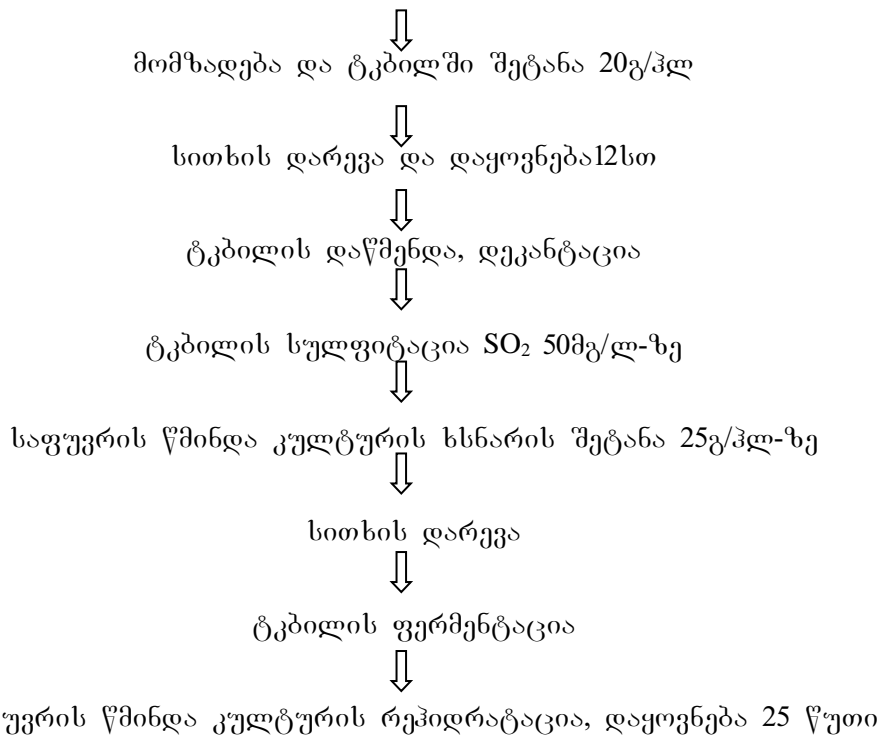 მომზადება და ტკბილში შეტანა 20გ/ჰლ
სითხის დარევა და დაყოვნება12სთ
ტკბილის დაწმენდა, დეკანტაცია
ტკბილის სულფიტაცია SO₂ 50მგ/ლ-ზე
საფუვრის წმინდა კულტურის ხსნარის შეტანა 25გ/ჰლ-ზე
სითხის დარევა
ტკბილის ფერმენტაცია
უვრის წმინდა კულტურის რეჰიდრატაცია, დაყოვნება 25 წუთი